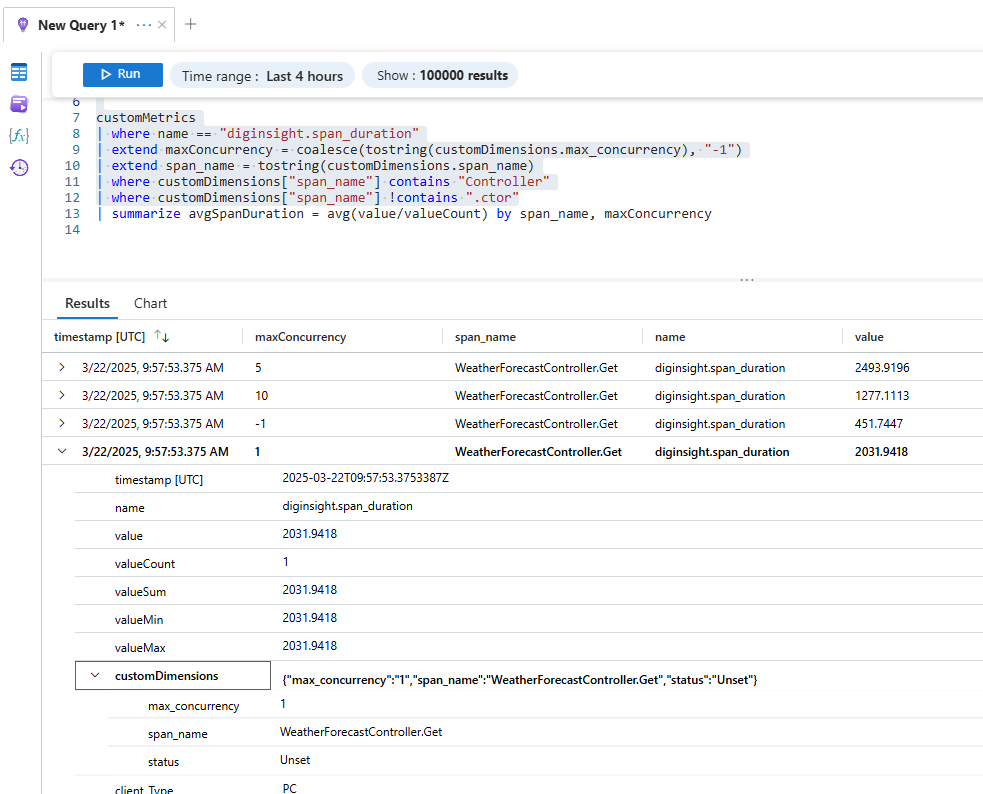 New Query 1* ···
Run Time range : Last 4 hours Show : 100000 results
6
7 customMetrics
8 | where name == "diginsight.span_duration"
9 | extend maxConcurrency = coalesce(tostring(customDimensions.max_concurrency), "-1")
10 | extend span_name = tostring(customDimensions.span_name)
11 | where customDimensions["span_name"] contains "Controller"
12 | where customDimensions["span_name"] !contains ".ctor"
13 | summarize avgSpanDuration = avg(value/valueCount) by span_name, maxConcurrency
14
Results Chart
timestamp [UTC] maxConcurrency span_name name value
3/22/2025, 9:57:53.375 AM 5 WeatherForecastController.Get diginsight.span_duration 2493.9196
3/22/2025, 9:57:53.375 AM 10 WeatherForecastController.Get diginsight.span_duration 1277.1113
3/22/2025, 9:57:53.375 AM -1 WeatherForecastController.Get diginsight.span_duration 451.7447
3/22/2025, 9:57:53.375 AM 1 WeatherForecastController.Get diginsight.span_duration 2031.9418
timestamp [UTC] 2025-03-22T09:57:53.3753387Z
name diginsight.span_duration
value 2031.9418
valueCount 1
valueSum 2031.9418
valueMin 2031.9418
valueMax 2031.9418
customDimensions {"max_concurrency":"1","span_name":"WeatherForecastController.Get","status":"Unset"}
max_concurrency 1
span_name WeatherForecastController.Get
status Unset
client_Type PC